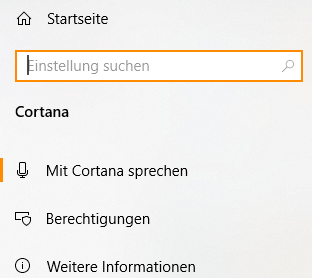 Startseite
Einstellung suchen
Cortana
Mit Cortana sprechen
Berechtigungen
Weitere Informationen